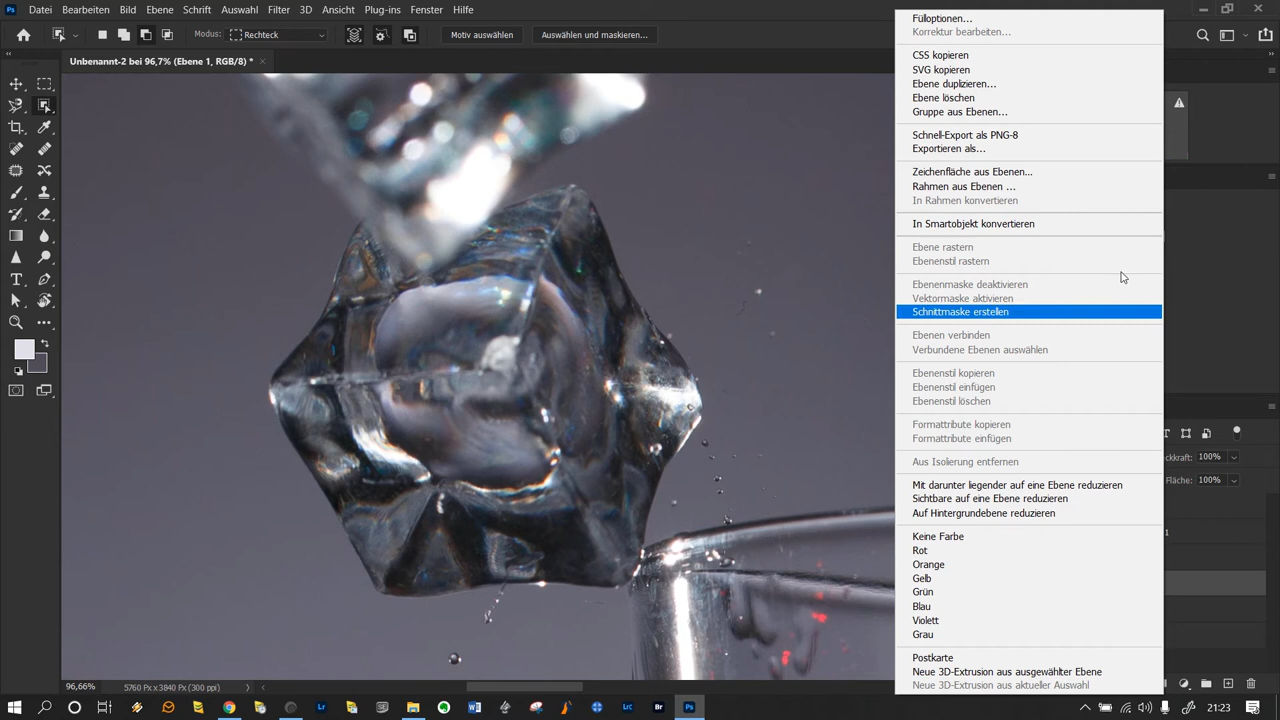 Datei Bearbeiten Bild Ebene Schrift Auswahl Filter 3D Ansicht Plug-ins Fenster Hilfe
Modus: Rechteck Motiv auswählen Auswählen und maskieren...
Unbenannt-2 bei 96,7% (Ebene 1, RGB/8) *
Fülloptionen...
Korrektur bearbeiten...
CSS kopieren
SVG kopieren
Ebene duplizieren...
Ebene löschen
Gruppe aus Ebenen...
Schnell-Export als PNG-8
Exportieren als...
Zeichenfläche aus Ebenen...
Rahmen aus Ebenen ...
In Rahmen konvertieren
In Smartobjekt konvertieren
Ebene rastern
Ebenenstil rastern
Ebenenmaske deaktivieren
Vektormaske aktivieren
Schnittmaske erstellen
Ebenen verbinden
Verbundene Ebenen auswählen
Ebenenstil kopieren
Ebenenstil einfügen
Ebenenstil löschen
Formattribute kopieren
Formattribute einfügen
Aus Isolierung entfernen
Mit darunter liegender auf eine Ebene reduzieren
Sichtbare auf eine Ebene reduzieren
Auf Hintergrundebene reduzieren
Keine Farbe
Rot
Orange
Gelb
Grün
Blau
Violett
Grau
Postkarte
Neue 3D-Extrusion aus ausgewählter Ebene
Neue 3D-Extrusion aus aktueller Auswahl
ckkraft: 100%
Fläche: 100%
1
96,66% 5760 Px x 3840 Px (300 ppi)
21:23